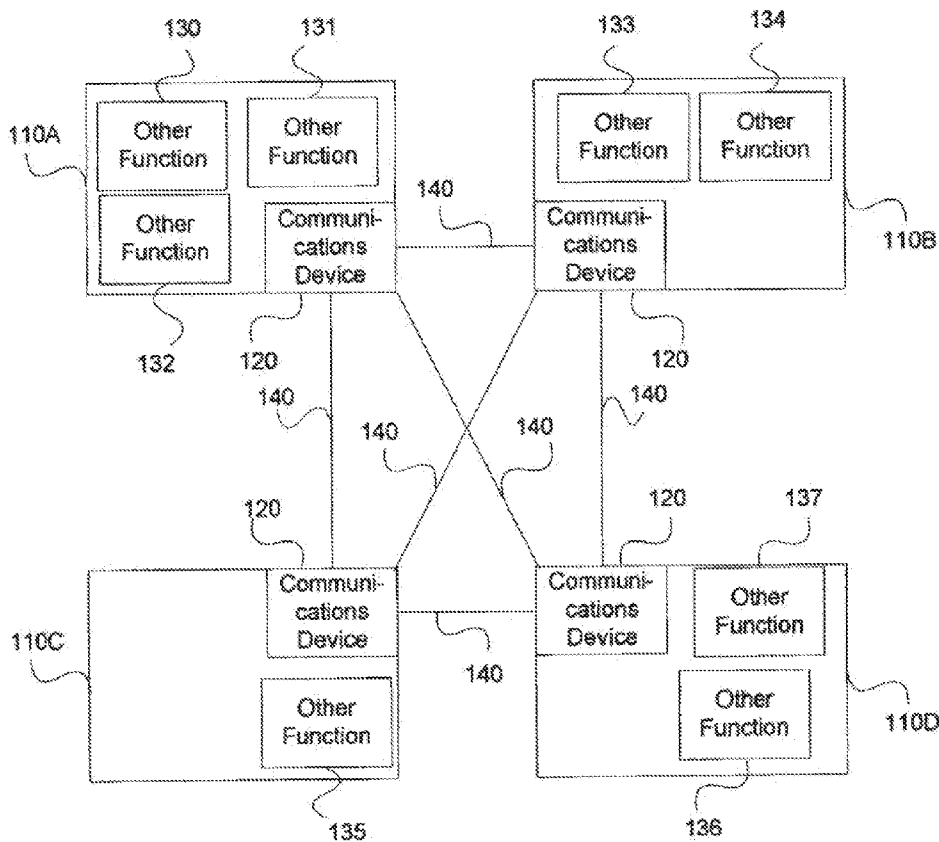 130
131
133
134
110A
Other
Function
Other
Function
Other
Function
Communi-
cations
Device
Other
Function
Other
Function
Communi-
cations
Device
140
110B
132
120
120
140
140
140
140
120
120
137
110C
Communi-
cations
Device
Other
Function
140
Communi-
cations
Device
Other
Function
Other
Function
110D
135
136